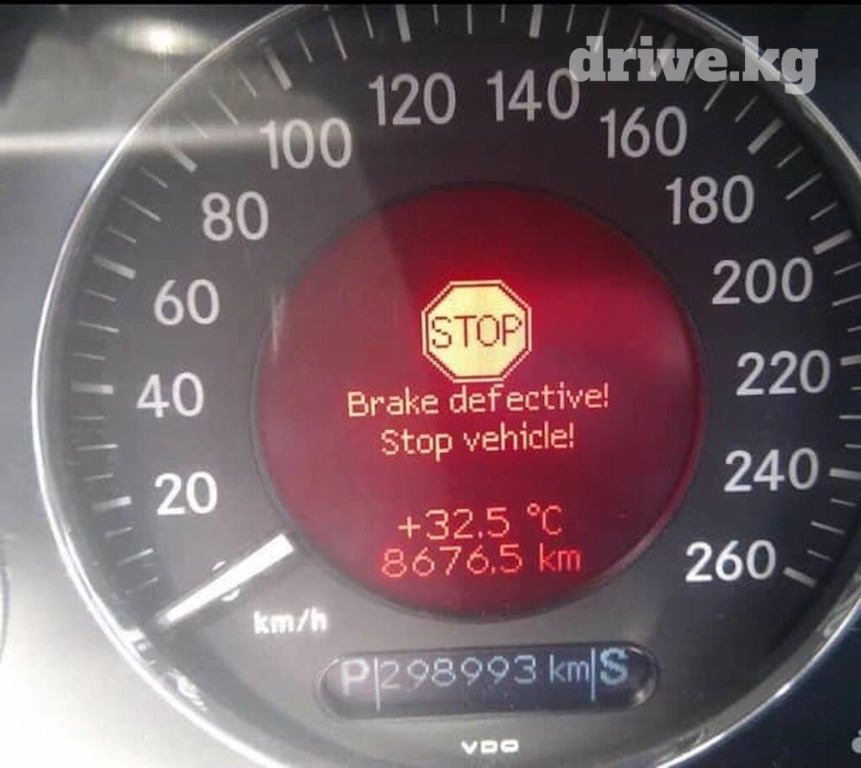 drive.kg
120 140
100 160
80 180
60 200
40 220
20 240
260
STOP
Brake defective!
Stop vehicle!
+32,5 °C
8676,5 km
km/h
P 298993 km S
VDO